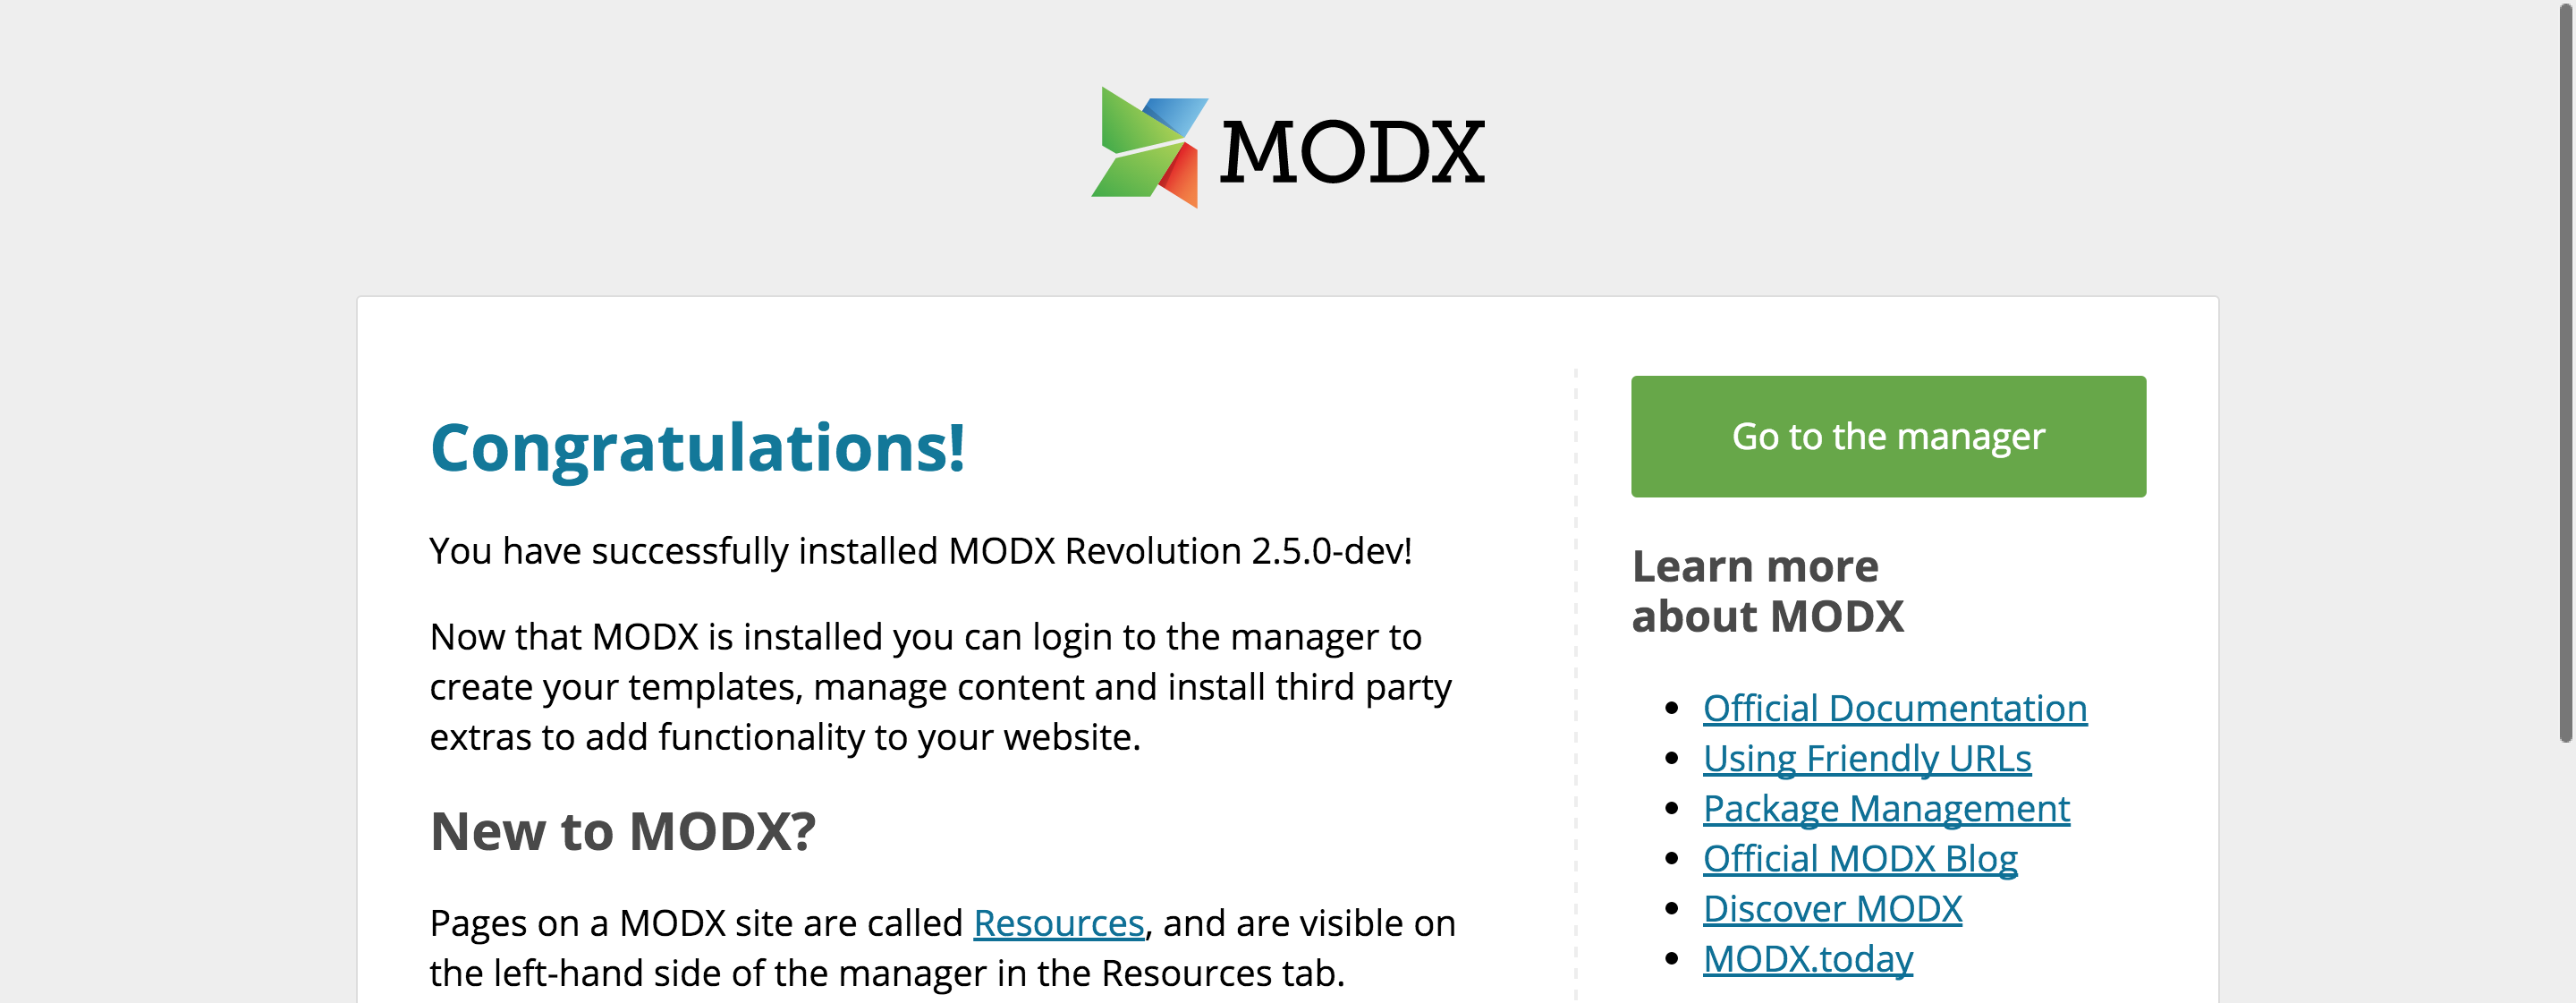 MODX
Congratulations!
You have successfully installed MODX Revolution 2.5.0-dev!
Now that MODX is installed you can login to the manager to
create your templates, manage content and install third party
extras to add functionality to your website.
New to MODX?
Pages on a MODX site are called Resources, and are visible on
the left-hand side of the manager in the Resources tab.
Go to the manager
Learn more
about MODX
Official Documentation
Using Friendly URLs
Package Management
Official MODX Blog
Discover MODX
MODX.today